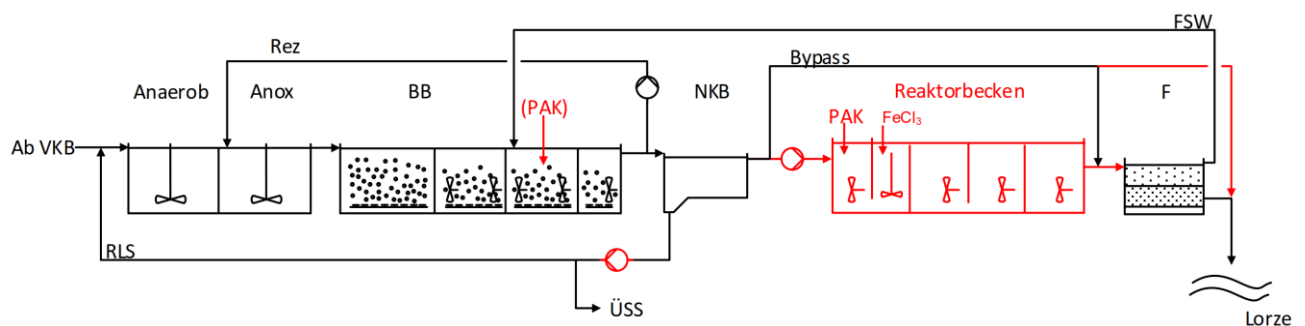 FSW
Rez
Bypass
Anaerob
Anox
BB
NKB
Reaktorbecken
F
(PAK)
PAK
FeCl₃
Ab VKB
RLS
ÜSS
Lorze